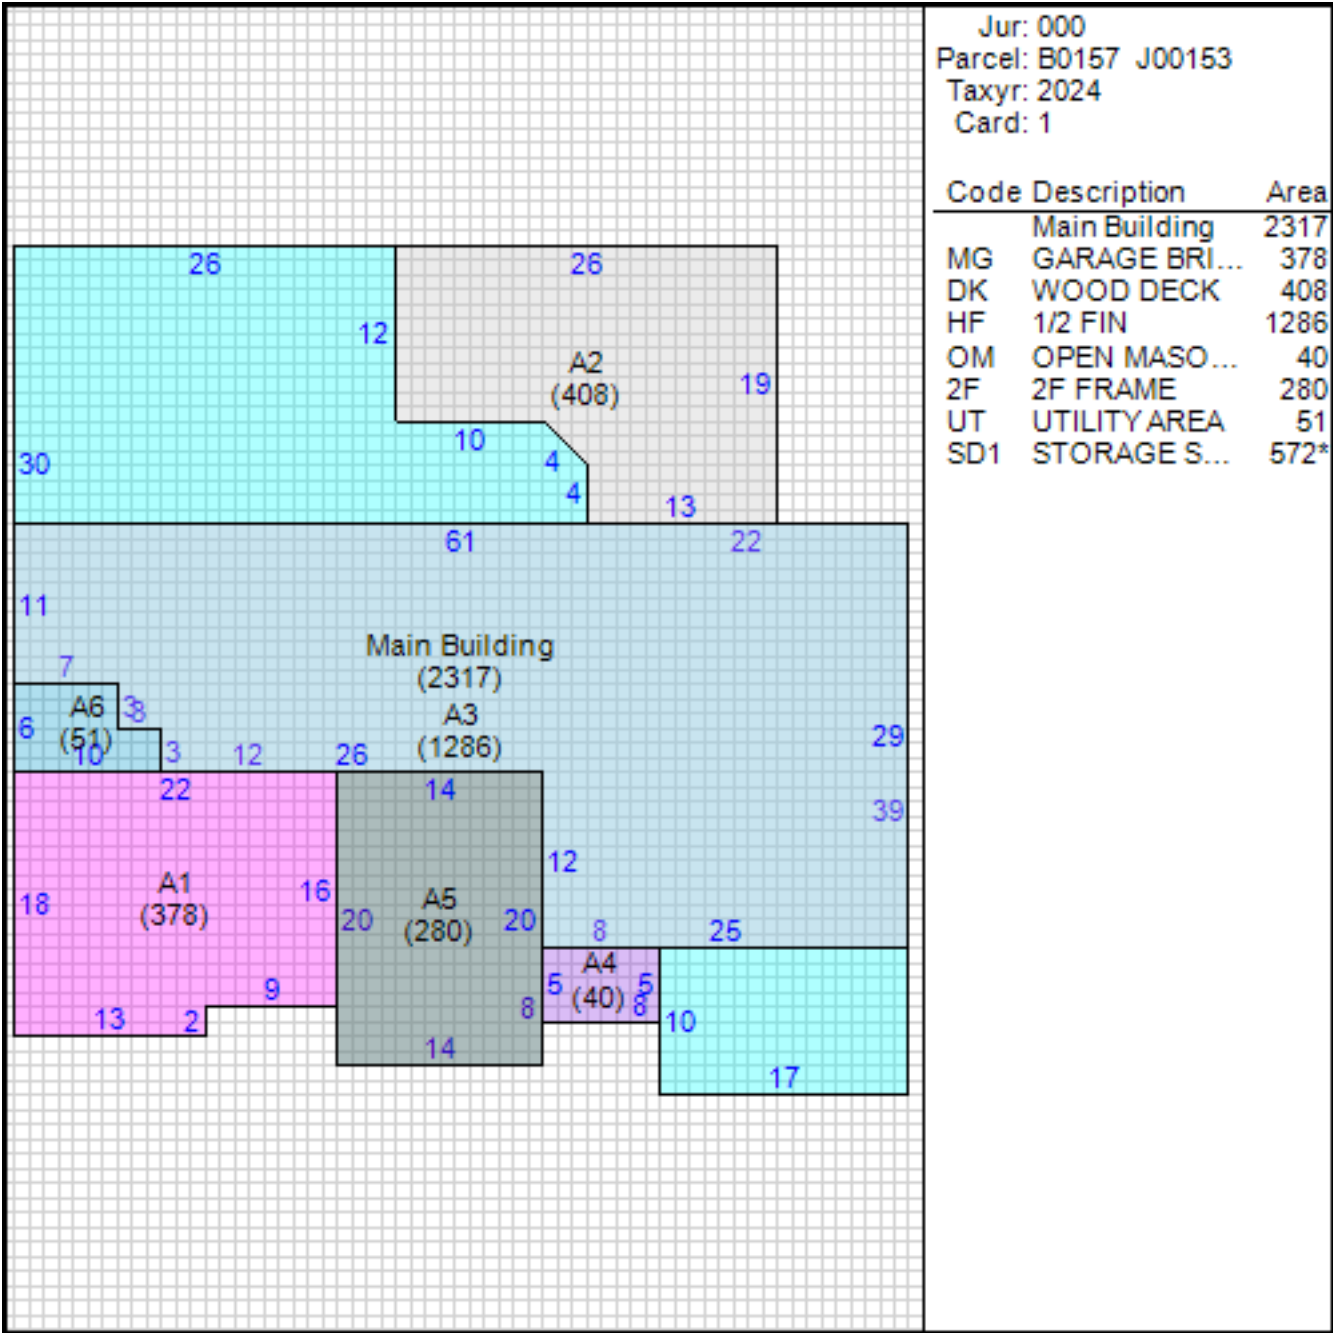 Jur: 000
Parcel: B0157 J00153
Taxyr: 2024
Card: 1
Code Description Area
Main Building 2317
MG GARAGE BRI... 378
DK WOOD DECK 408
HF 1/2 FIN 1286
OM OPEN MASO... 40
2F 2F FRAME 280
UT UTILITY AREA 51
SD1 STORAGE S... 572*
26
26
12
A2
(408)
19
10
30
4
4
13
61
22
11
Main Building
(2317)
7
A6
(51)
3
8
6
10
3
12
26
A3
(1286)
29
22
14
39
12
A1
(378)
18
16
A5
(280)
20
20
8
25
A4
(40)
5
5
8
9
8
13
2
10
14
17